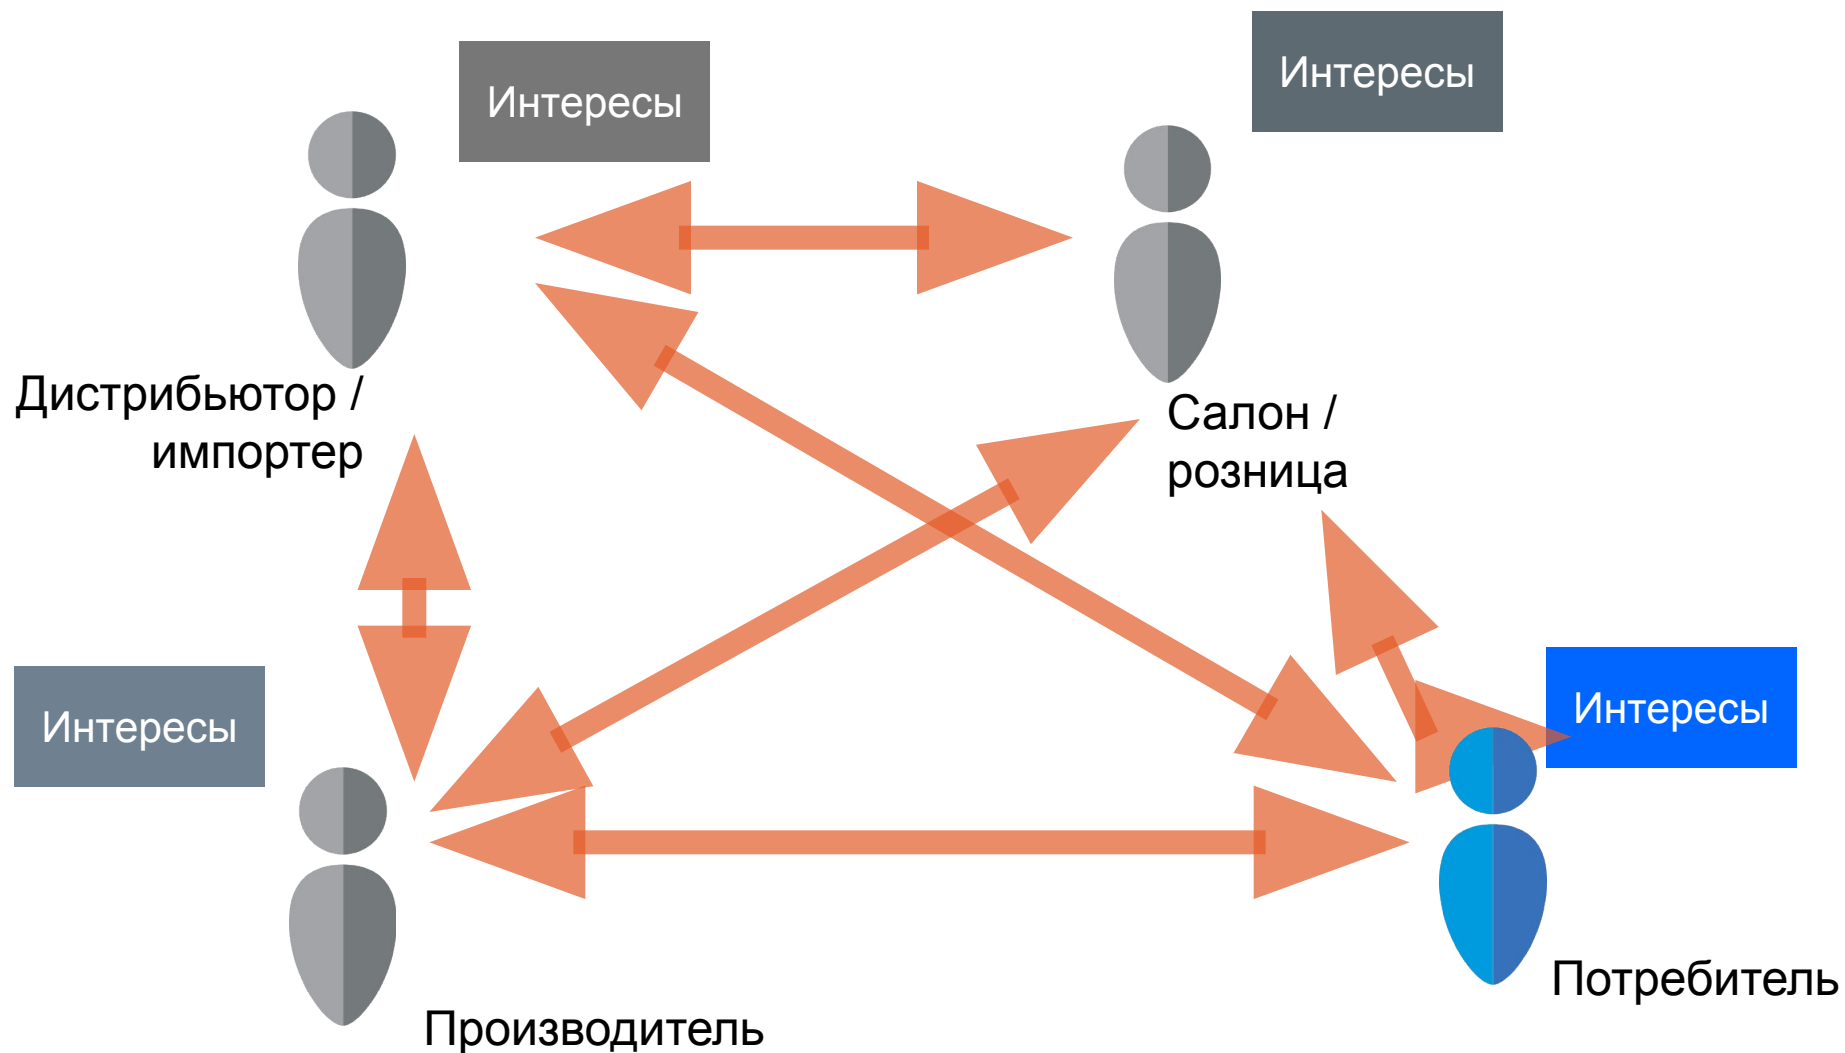 Интересы
Интересы
Дистрибьютор /
импортер
Салон /
розница
Интересы
Интересы
Потребитель
Производитель